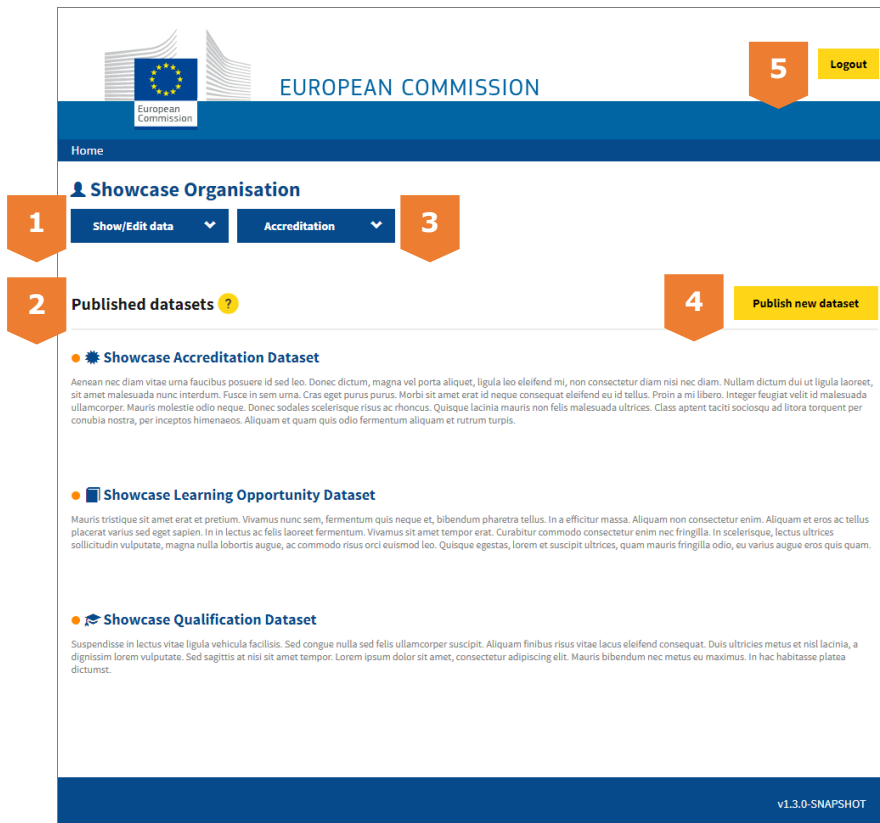 European
Commission
EUROPEAN COMMISSION
5
Logout
Home
Showcase Organisation
1
Show/Edit data
Accreditation
3
2
Published datasets ?
4
Publish new dataset
Showcase Accreditation Dataset
Aenean nec diam vitae urna faucibus posuere id sed leo. Donec dictum, magna vel porta aliquet, ligula leo eleifend mi, non consectetur diam nisi nec diam. Nullam dictum dui ut ligula laoreet,
sit amet malesuada nunc interdum. Fusce in sem urna. Cras eget purus purus. Morbi sit amet erat id neque consequat eleifend eu id tellus. Proin a mi libero. Integer feugiat velit id malesuada
ullamcorper. Mauris molestie odio neque. Donec sodales scelerisque risus ac rhoncus. Quisque lacinia mauris non felis malesuada ultrices. Class aptent taciti sociosqu ad litora torquent per
conubia nostra, per inceptos himenaeos. Aliquam et quam quis odio fermentum aliquam et rutrum turpis.
Showcase Learning Opportunity Dataset
Mauris tristique sit amet erat et pretium. Vivamus nunc sem, fermentum quis neque et, bibendum pharetra tellus. In a efficitur massa. Aliquam non consectetur enim. Aliquam et eros ac tellus
placerat varius sed eget sapien. In in lectus ac felis laoreet fermentum. Vivamus sit amet tempor erat. Curabitur commodo consectetur enim nec fringilla. In scelerisque, lectus ultrices
sollicitudin vulputate, magna nulla lobortis augue, ac commodo risus orci euismod leo. Quisque egestas, lorem et suscipit ultrices, quam mauris fringilla odio, eu varius augue eros quis quam.
Showcase Qualification Dataset
Suspendisse in lectus vitae ligula vehicula facilisis. Sed congue nulla sed felis ullamcorper suscipit. Aliquam finibus risus vitae lacus eleifend consequat. Duis ultricies metus et nisl lacinia, a
dignissim lorem vulputate. Sed sagittis at nisi sit amet tempor. Lorem ipsum dolor sit amet, consectetur adipiscing elit. Mauris bibendum nec metus eu maximus. In hac habitasse platea
dictumst.
v1.3.0-SNAPSHOT